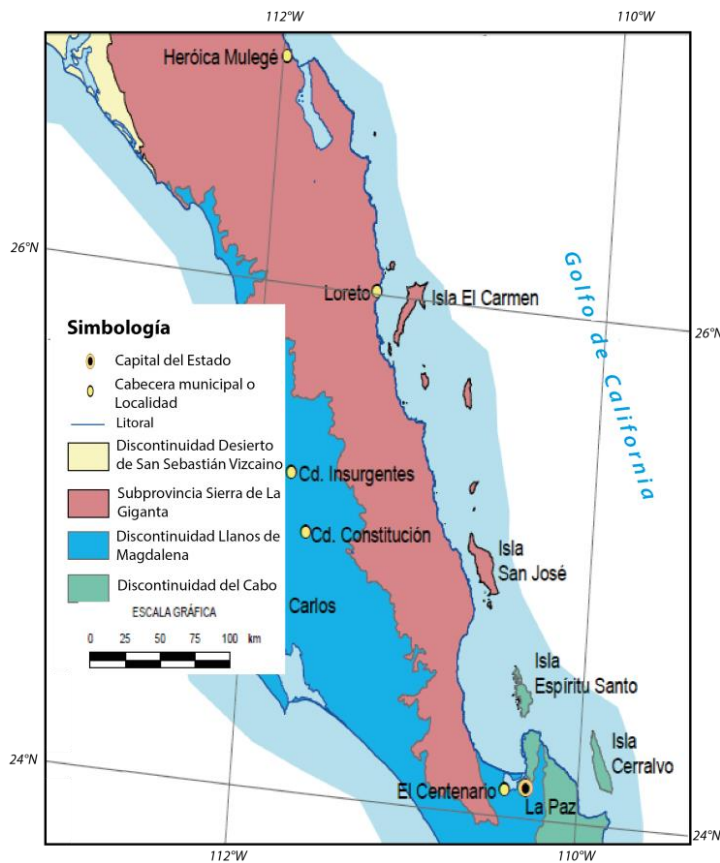 112°W
110°W
Heróica Mulegé
26°N
Loreto
Isla El Carmen
Golfo de California
26°N
Simbología
Capital del Estado
Cabecera municipal o
Localidad
Litoral
Discontinuidad Desierto
de San Sebastián Vizcaino
Subprovincia Sierra de La
Giganta
Discontinuidad Llanos de
Magdalena
Discontinuidad del Cabo
ESCALA GRÁFICA
0 25 50 75 100 km
Cd. Insurgentes
Cd. Constitución
Carlos
Isla
San José
Isla
Espíritu Santo
Isla
Cerralvo
24°N
El Centenario
La Paz
24°N
112°W
110°W